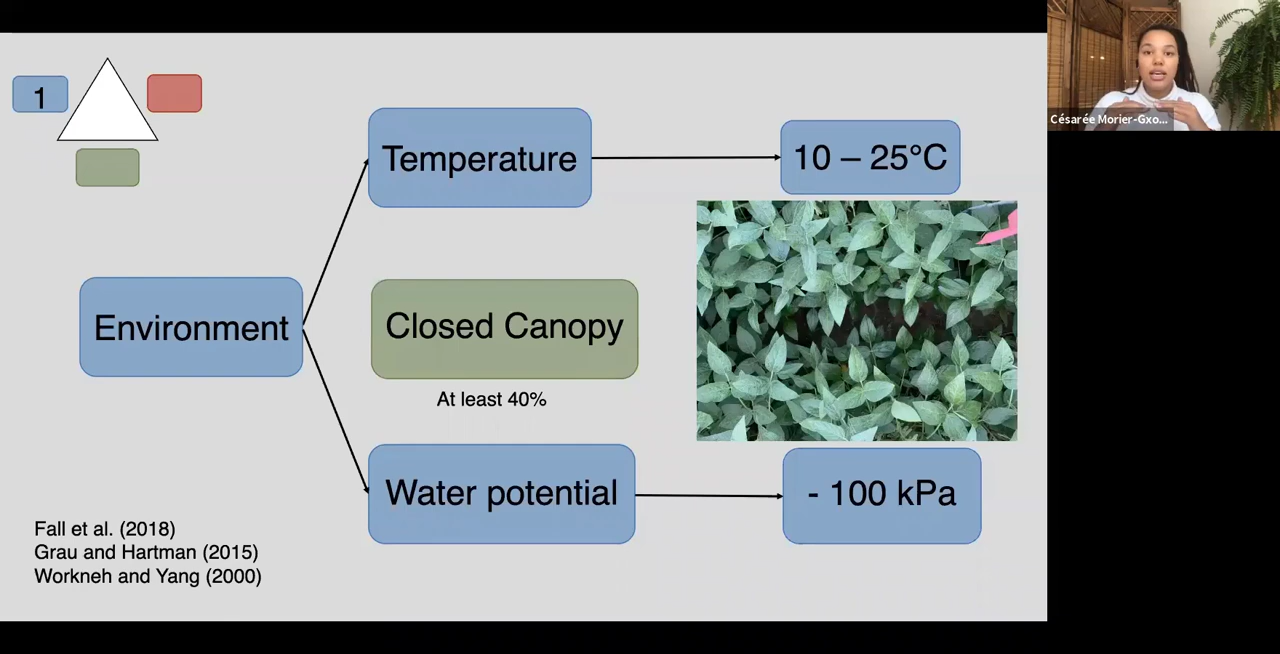 1
Temperature
10 – 25°C
Environment
Closed Canopy
At least 40%
Water potential
- 100 kPa
Fall et al. (2018)
Grau and Hartman (2015)
Workneh and Yang (2000)
Césarée Morier-Gxo...